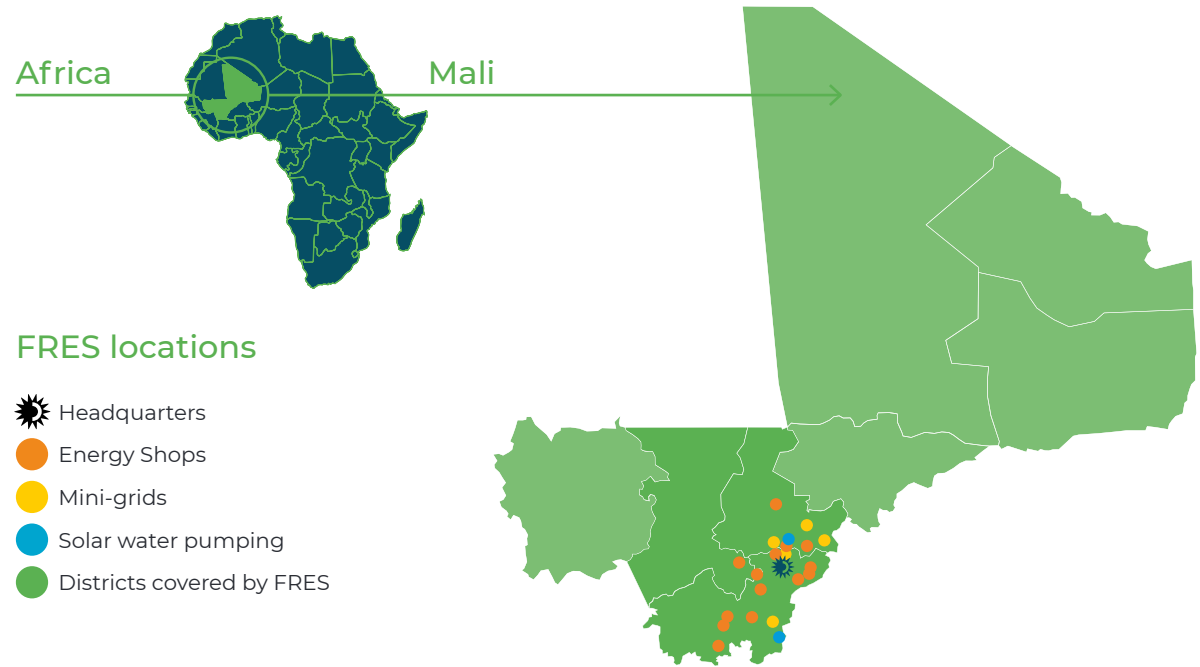 Africa
Mali
FRES locations
Headquarters
Energy Shops
Mini-grids
Solar water pumping
Districts covered by FRES